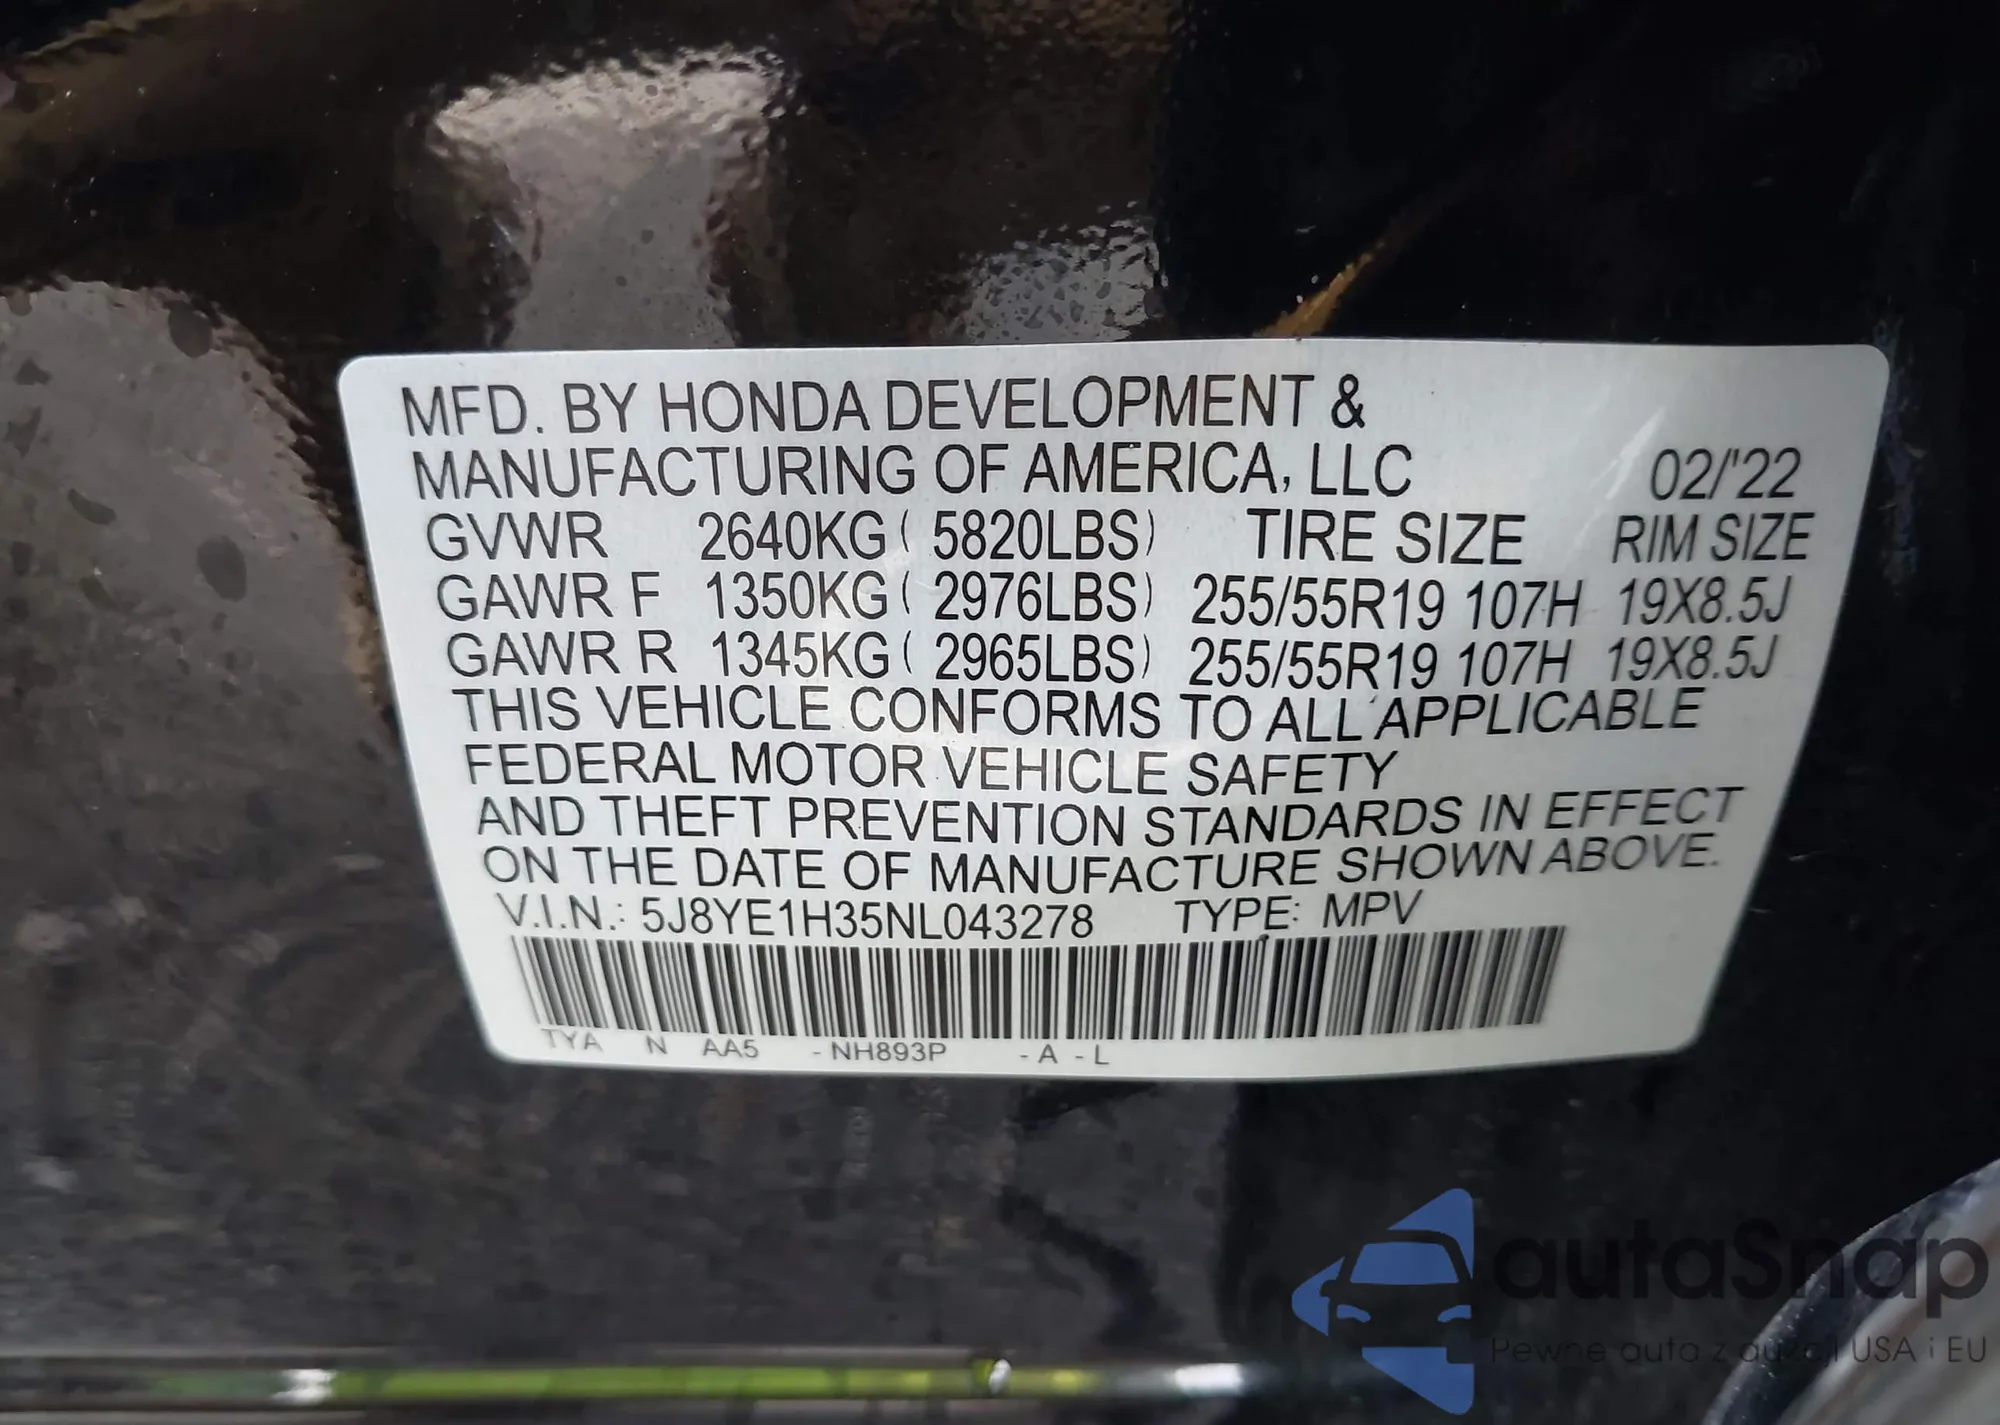 MFD. BY HONDA DEVELOPMENT &
MANUFACTURING OF AMERICA, LLC 02/'22
GVWR 2640KG ( 5820LBS) TIRE SIZE RIM SIZE
GAWR F 1350KG ( 2976LBS) 255/55R19 107H 19X8.5J
GAWR R 1345KG ( 2965LBS) 255/55R19 107H 19X8.5J
THIS VEHICLE CONFORMS TO ALL APPLICABLE
FEDERAL MOTOR VEHICLE SAFETY
AND THEFT PREVENTION STANDARDS IN EFFECT
ON THE DATE OF MANUFACTURE SHOWN ABOVE.
V.I.N.: 5J8YE1H35NL043278 TYPE: MPV
TYA N AA5 - NH893P - A - L
autaSnap
Pewne auta z aukcji USA i EU